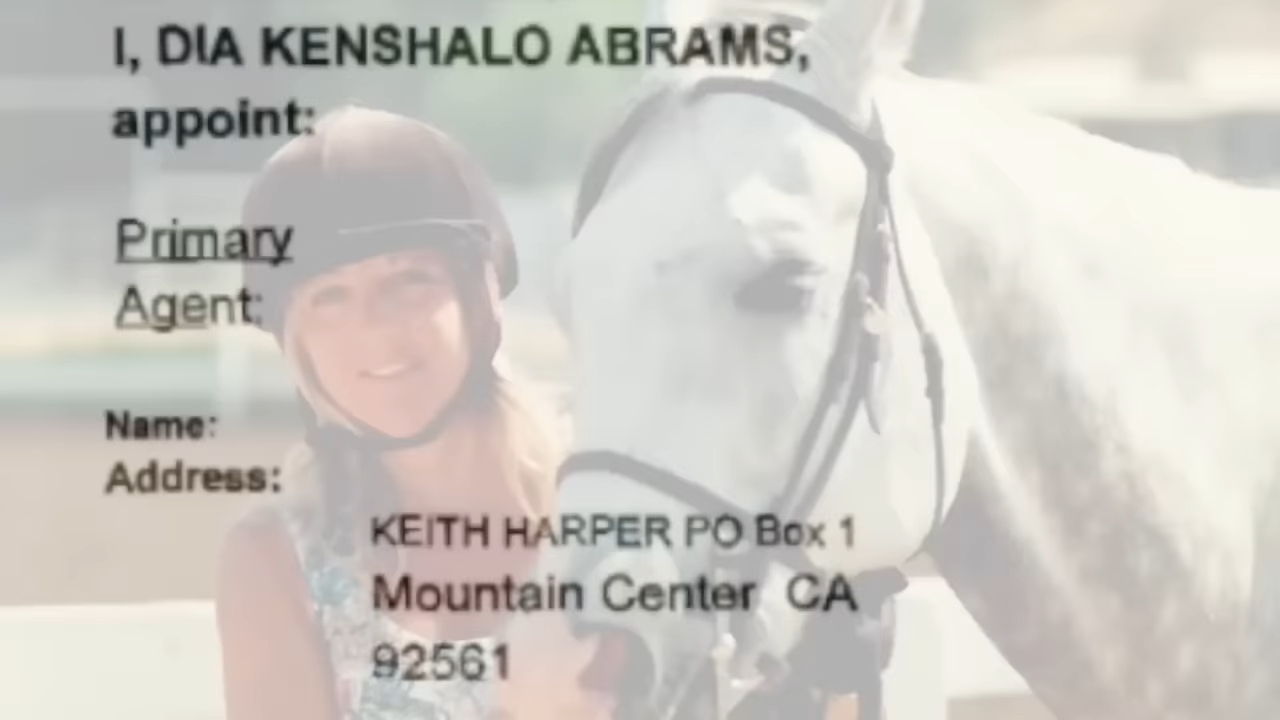 I, DIA KENSHALO ABRAMS,
appoint:
Primary
Agent:
Name:
Address:
KEITH HARPER PO Box 1
Mountain Center CA
92561